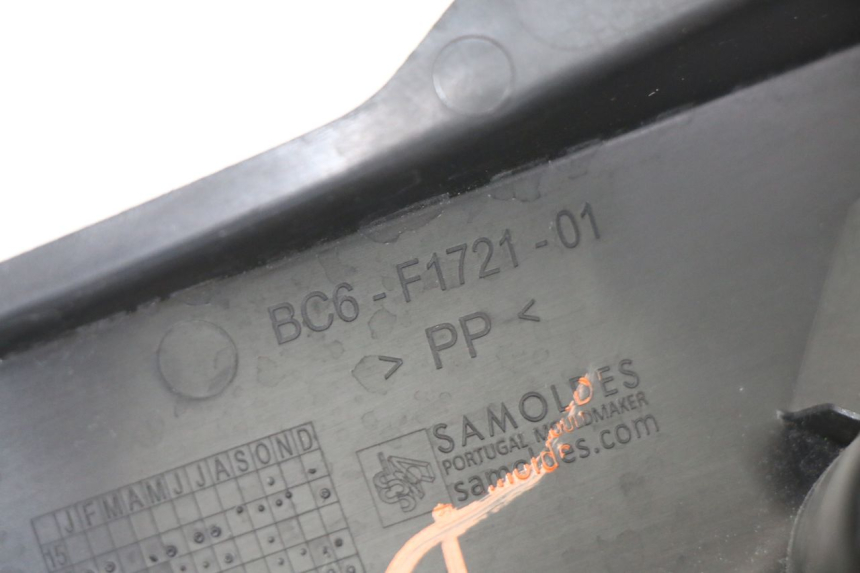 BC6 - F1721 - 01
> PP <
SAMOLDES
PORTUGAL MOULDMAKER
samoldes.com
J F M A M J J A S O N D
15